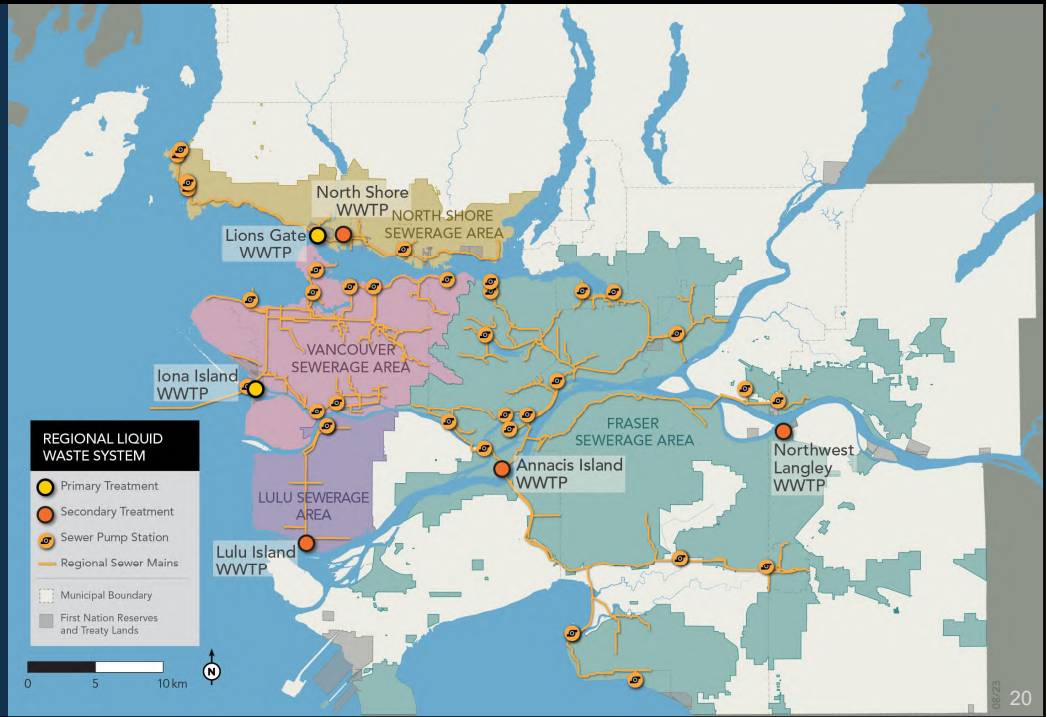 North Shore
WWTP
NORTH SHORE
SEWERAGE AREA
Lions Gate
WWTP
VANCOUVER
SEWERAGE AREA
Iona Island
WWTP
FRASER
SEWERAGE AREA
Northwest
Langley
WWTP
Annacis Island
WWTP
LULU SEWERAGE
AREA
Lulu Island
WWTP
REGIONAL LIQUID
WASTE SYSTEM
Primary Treatment
Secondary Treatment
Sewer Pump Station
Regional Sewer Mains
Municipal Boundary
First Nation Reserves
and Treaty Lands
0 5 10 km
N
08/23
20